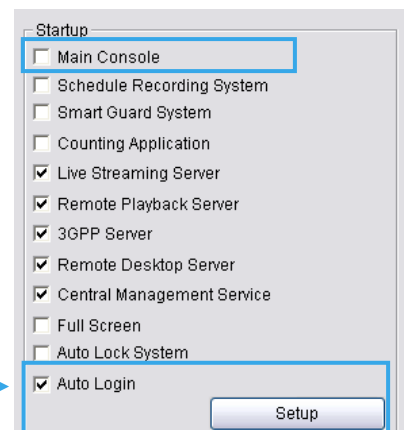 Startup
Main Console
Schedule Recording System
Smart Guard System
Counting Application
Live Streaming Server
Remote Playback Server
3GPP Server
Remote Desktop Server
Central Management Service
Full Screen
Auto Lock System
Auto Login
Setup